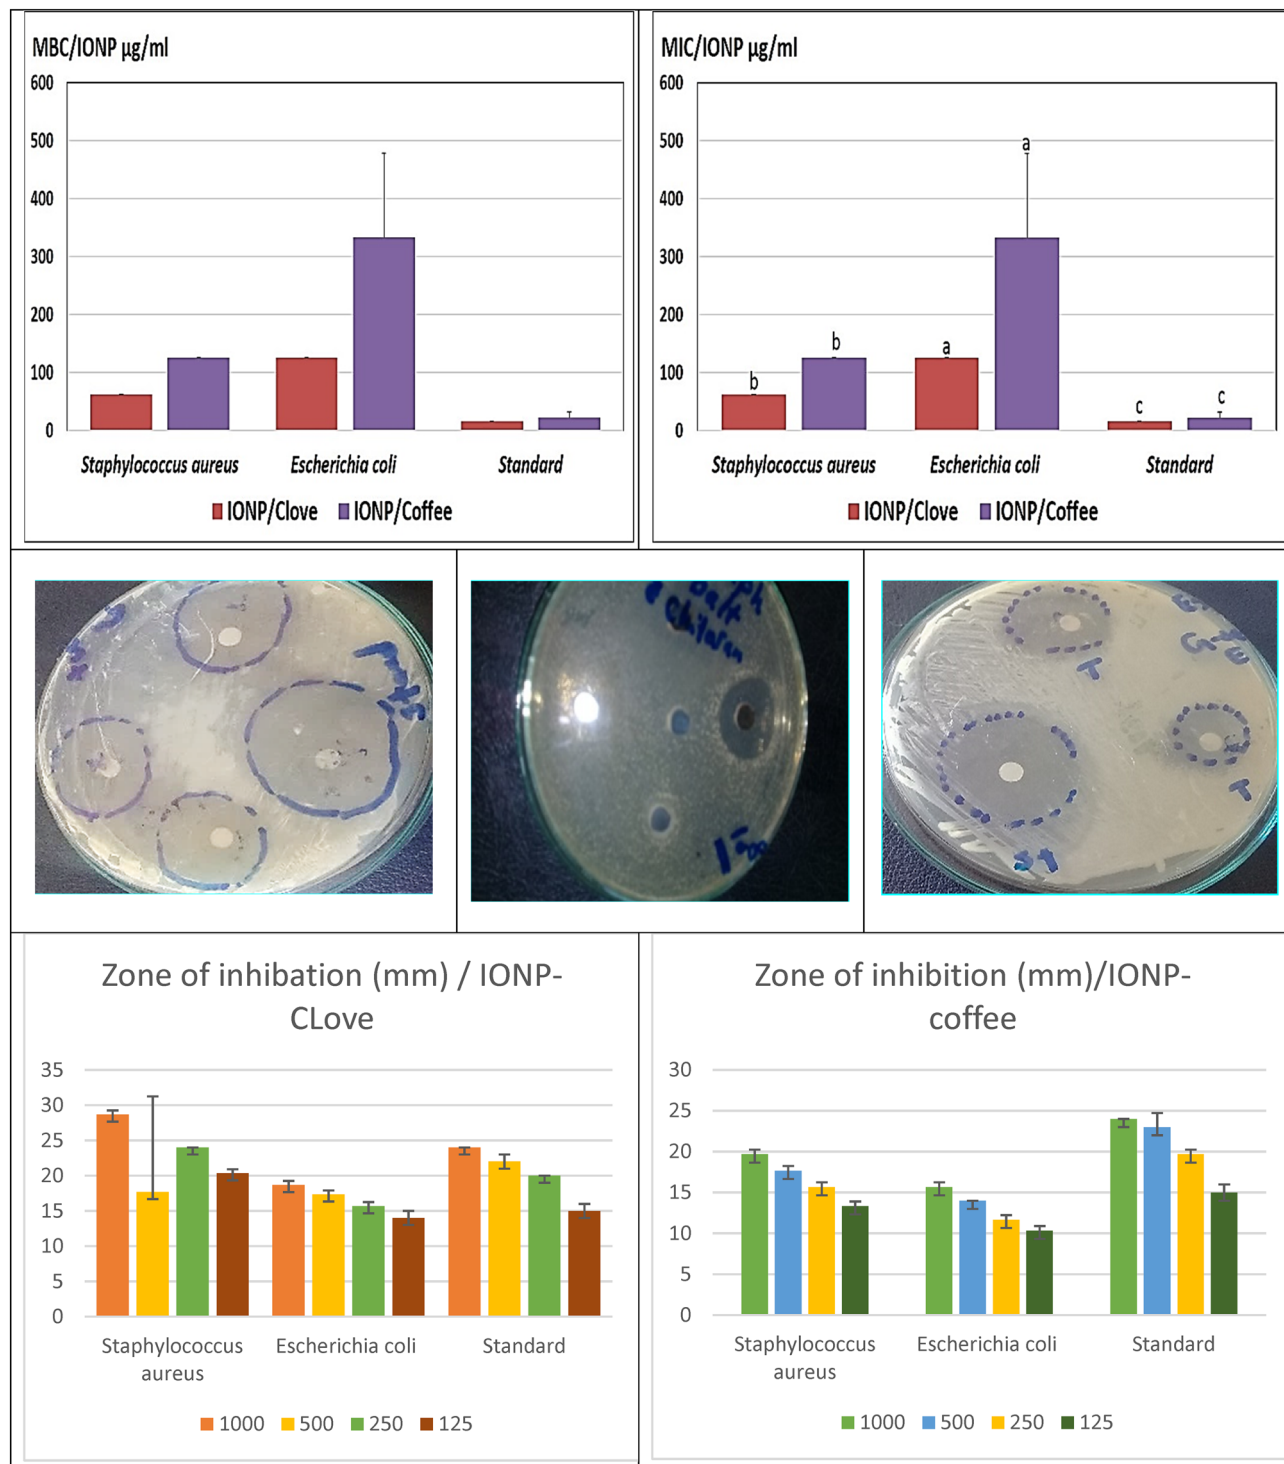 MBC/IONP µg/ml
600
500
400
300
200
100
0
Staphylococcus aureus Escherichia coli Standard
IONP/Clove IONP/Coffee
MIC/IONP µg/ml
600
500
400
300
200
100
0
a
b
a
b
c
c
Staphylococcus aureus Escherichia coli Standard
IONP/Clove IONP/Coffee
T
T
Zone of inhibation (mm) / IONP-
CLove
35
30
25
20
15
10
5
0
Staphylococcus
aureus
Escherichia coli
Standard
1000 500 250 125
Zone of inhibition (mm)/IONP-
coffee
30
25
20
15
10
5
0
Staphylococcus
aureus
Escherichia coli
Standard
1000 500 250 125